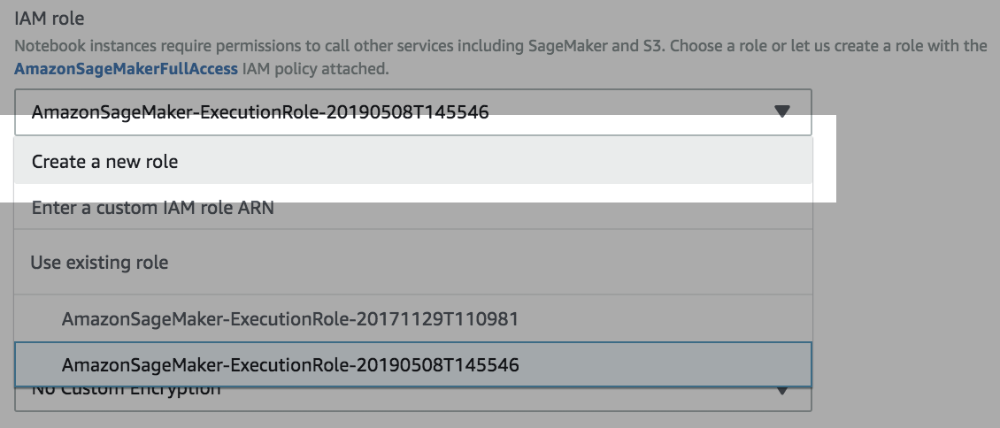 IAM role
Notebook instances require permissions to call other services including SageMaker and S3. Choose a role or let us create a role with the
AmazonSageMakerFullAccess IAM policy attached.
AmazonSageMaker-ExecutionRole-20190508T145546
Create a new role
Enter a custom IAM role ARN
Use existing role
AmazonSageMaker-ExecutionRole-20171129T110981
AmazonSageMaker-ExecutionRole-20190508T145546
No Custom Encryption